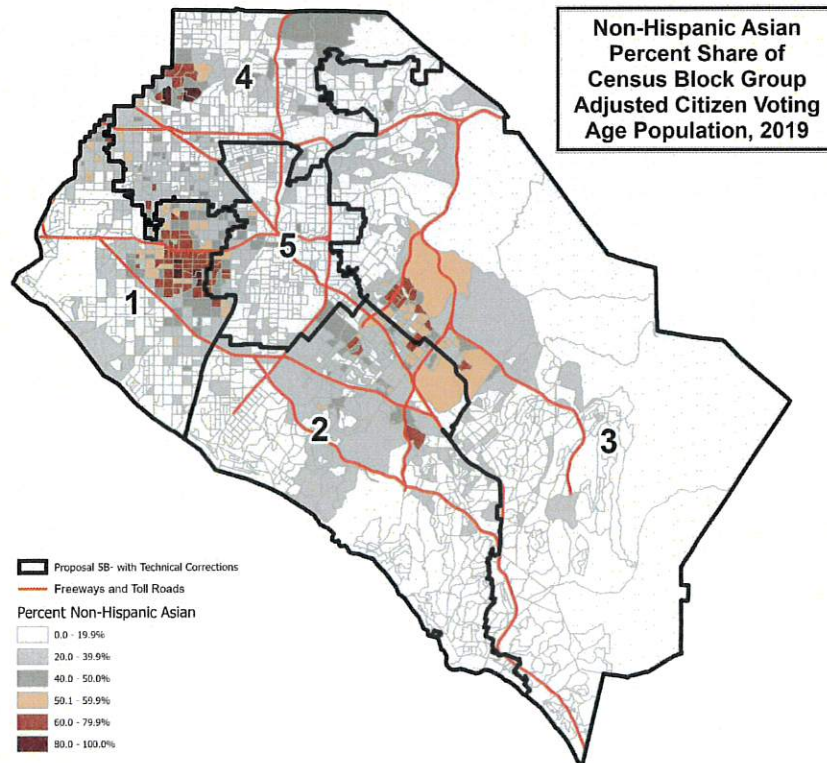 Non-Hispanic Asian
Percent Share of
Census Block Group
Adjusted Citizen Voting
Age Population, 2019
4
5
1
2
3
Proposal 5B- with Technical Corrections
Freeways and Toll Roads
Percent Non-Hispanic Asian
0.0 - 19.9%
20.0 - 39.9%
40.0 - 50.0%
50.1 - 59.9%
60.0 - 79.9%
80.0 - 100.0%